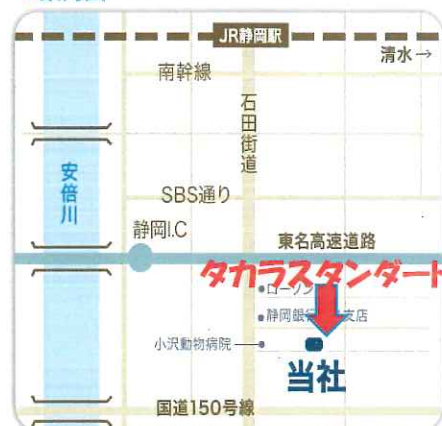 JR静岡駅
清水→
南幹線
石田街道
安倍川
SBS通り
静岡I.C
東名高速道路
タカラスタンダード
ローソン
静岡銀行
支店
小沢動物病院
当社
国道150号線